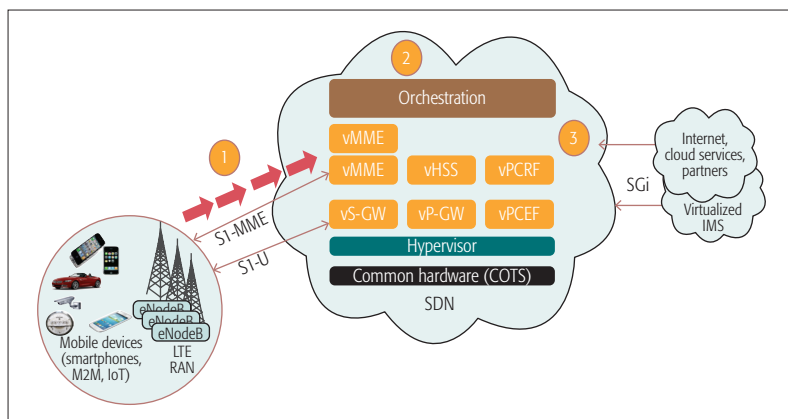 2
Orchestration
vMME
1
3
vMME
vHSS
vPCRF
Internet,
cloud services,
partners
SGi
S1-MME
vS-GW
vP-GW
vPCEF
Virtualized
IMS
S1-U
Hypervisor
Common hardware (COTS)
SDN
eNodeB
eNodeB
eNodeB
Mobile devices
(smartphones,
M2M, IoT)
LTE
RAN